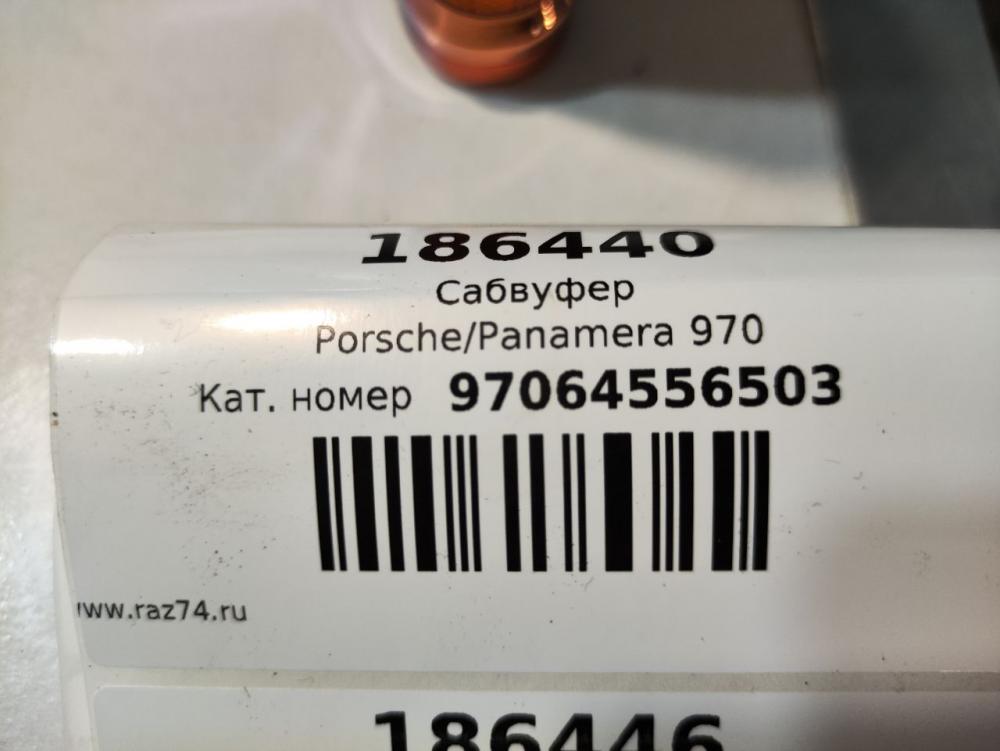 186440
Сабвуфер
Porsche/Panamera 970
Кат. номер 97064556503
www.raz74.ru
186446